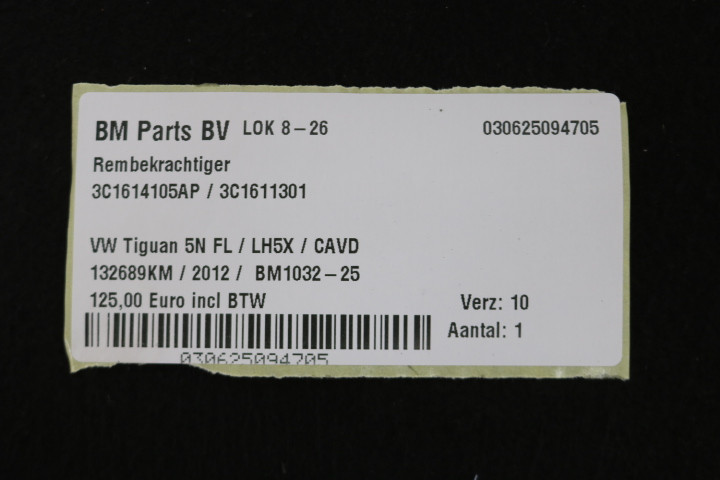 BM Parts BV LOK 8-26 030625094705
Rembekrachtiger
3C1614105AP / 3C1611301
VW Tiguan 5N FL / LH5X / CAVD
132689KM / 2012 / BM1032-25
125,00 Euro incl BTW Verz: 10
Aantal: 1
030625094705